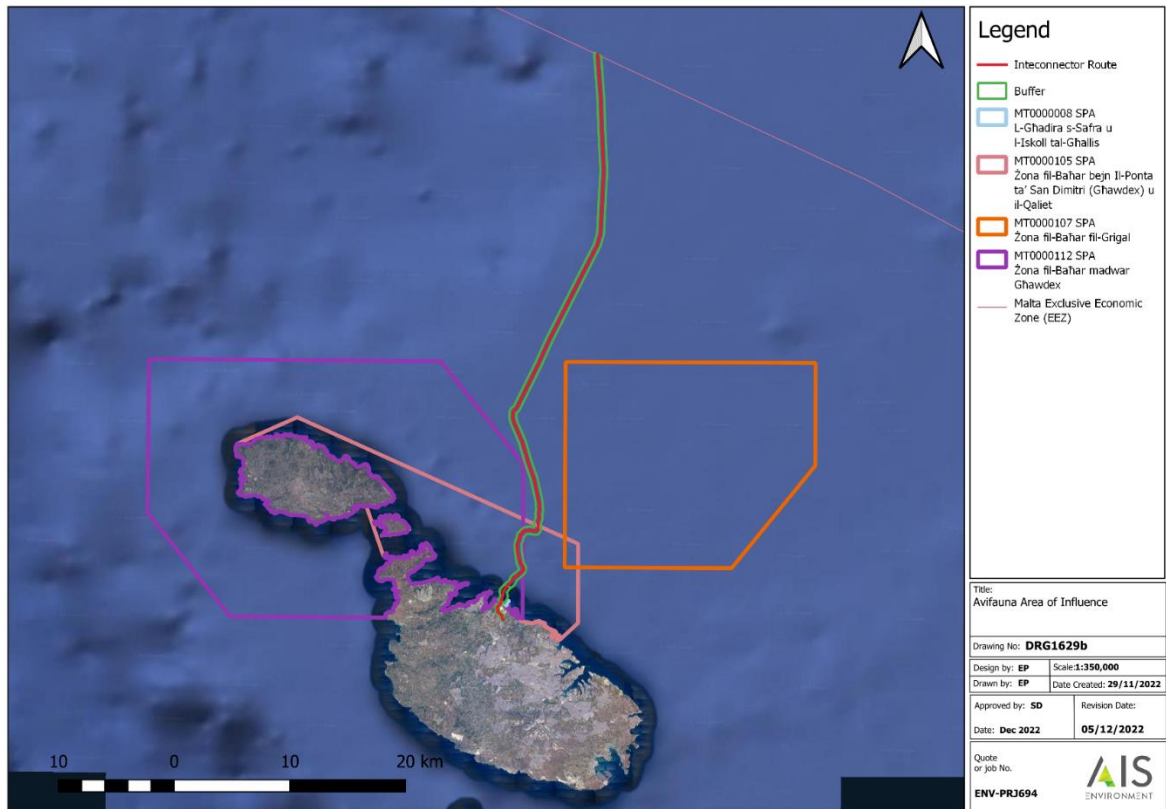 Legend
Inteconnector Route
Buffer
MT0000008 SPA
L-Għadira s-Safra u
l-Iskoll tal-Għallis
MT0000105 SPA
Żona fil-Baħar bejn Il-Ponta
ta' San Dimitri (Għawdex) u
il-Qaliet
MT0000107 SPA
Żona fil-Baħar fil-Grigal
MT0000112 SPA
Żona fil-Baħar madwar
Għawdex
Malta Exclusive Economic
Zone (EEZ)
10 0 10 20 km
Title:
Avifauna Area of Influence
Drawing No: DRG1629b
Design by: EP Scale:1:350,000
Drawn by: EP Date Created: 29/11/2022
Approved by: SD Revision Date:
Date: Dec 2022 05/12/2022
Quote
or job No.
ENV-PRJ694
AIS
ENVIRONMENT